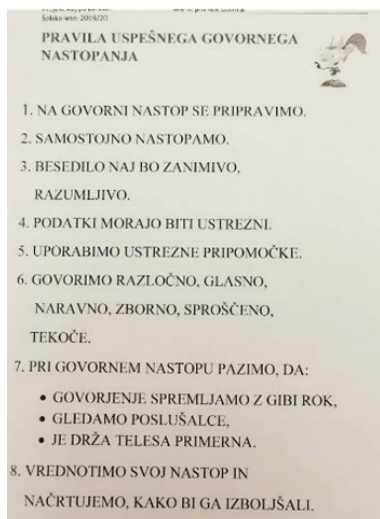 Šolsko leto: 2019/20
PRAVILA USPEŠNEGA GOVORNEGA
NASTOPANJA
1. NA GOVORNI NASTOP SE PRIPRAVIMO.
2. SAMOSTOJNO NASTOPAMO.
3. BESEDILO NAJ BO ZANIMIVO,
RAZUMLJIVO.
4. PODATKI MORAJO BITI USTREZNI.
5. UPORABIMO USTREZNE PRIPOMOČKE.
6. GOVORIMO RAZLOČNO, GLASNO,
NARAVNO, ZBORNO, SPROŠČENO,
TEKOČE.
7. PRI GOVORNEM NASTOPU PAZIMO, DA:
• GOVORJENJE SPREMLJAMO Z GIBI ROK,
• GLEDAMO POSLUŠALCE,
• JE DRŽA TELESA PRIMERNA.
8. VREDNOTIMO SVOJ NASTOP IN
NAČRTUJEMO, KAKO BI GA IZBOLJŠALI.